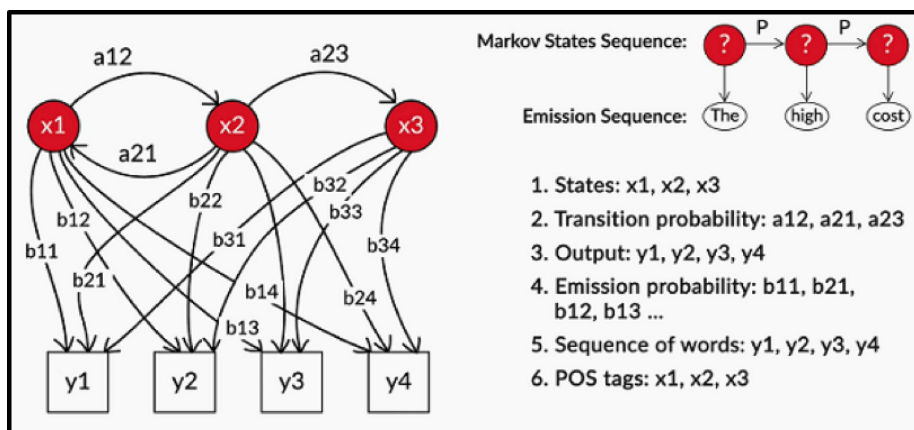 a12
a23
x1
x2
x3
a21
b32
b22
b12
b33
b31
b11
b34
b21
b14
b24
b13
y1
y2
y3
y4
Markov States Sequence:
?
P
?
P
?
Emission Sequence:
The
high
cost
1. States: x1, x2, x3
2. Transition probability: a12, a21, a23
3. Output: y1, y2, y3, y4
4. Emission probability: b11, b21,
b12, b13 ...
5. Sequence of words: y1, y2, y3, y4
6. POS tags: x1, x2, x3